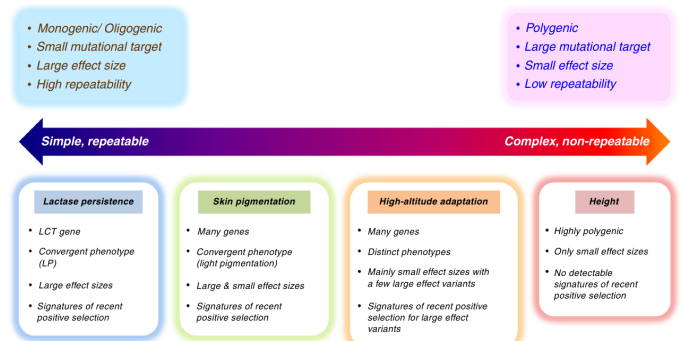 • Monogenic/ Oligogenic
• Small mutational target
• Large effect size
• High repeatability
• Polygenic
• Large mutational target
• Small effect size
• Low repeatability
Simple, repeatable
Complex, non-repeatable
Lactase persistence
• LCT gene
• Convergent phenotype
(LP)
• Large effect sizes
• Signatures of recent
positive selection
Skin pigmentation
• Many genes
• Convergent phenotype
(light pigmentation)
• Large & small effect sizes
• Signatures of recent
positive selection
High-altitude adaptation
• Many genes
• Distinct phenotypes
• Mainly small effect sizes with
a few large effect variants
• Signatures of recent positive
selection for large effect
variants
Height
• Highly polygenic
• Only small effect sizes
• No detectable
signatures of recent
positive selection